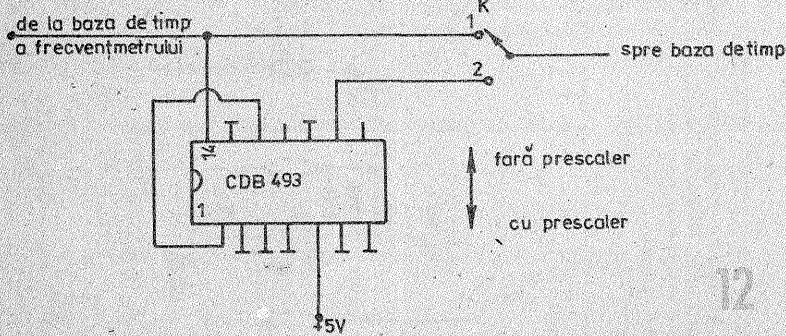 K
de la baza de timp
a frecvențmetrului
1
spre baza de timp
2
14
CDB 493
1
fară prescaler
cu prescaler
+5V
12